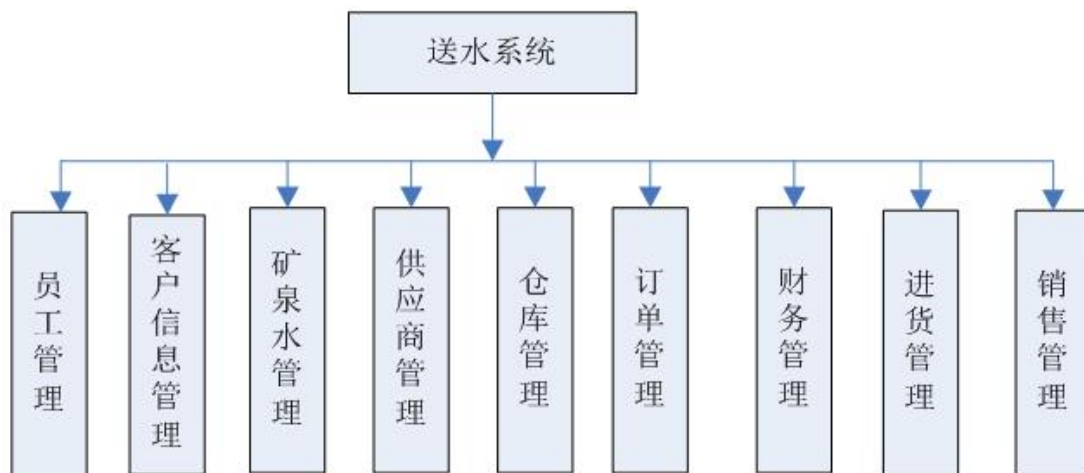 送水系统
员工管理
客户信息管理
矿泉水管理
供应商管理
仓库管理
订单管理
财务管理
进货管理
销售管理